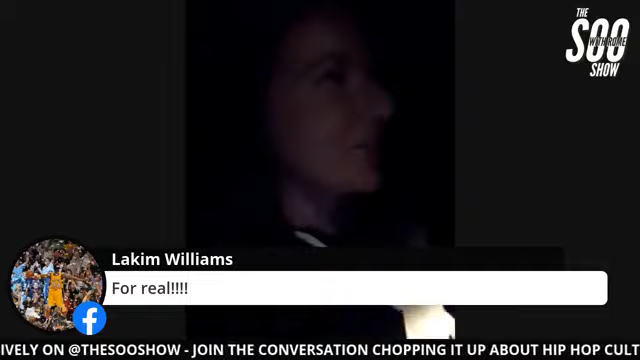 THE
SOO
WITH ROME
SHOW
Lakim Williams
For real!!!!
IVELY ON @THESOOSHOW - JOIN THE CONVERSATION CHOPPING IT UP ABOUT HIP HOP CULT